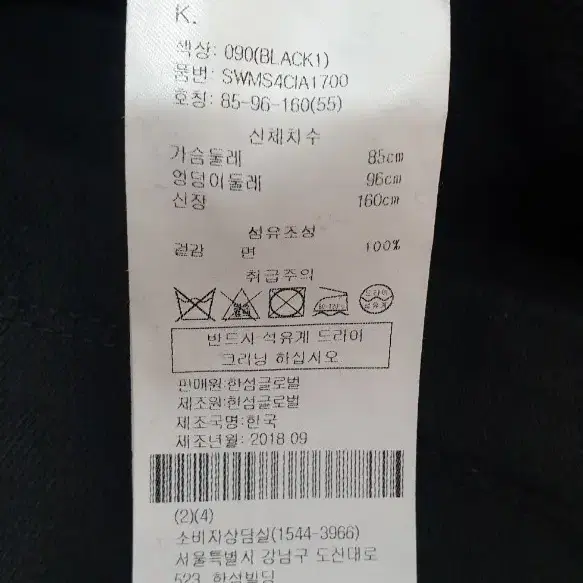 K.
색상: 090(BLACK1)
품번: SWMS4CIA1700
호칭: 85-96-160(55)
신체치수
가슴둘레 85cm
엉덩이둘레 96cm
신장 160cm
섬유조성
겉감 면 100%
취급주의
드라이
석유계
반드시 석유계 드라이
크리닝 하십시오
판매원:한섬글로벌
제조원:한섬글로벌
제조국명:한국
제조년월: 2018.09
(2)(4)
소비자상담실(1544-3966)
서울특별시 강남구 도산대로
523, 한섬빌딩